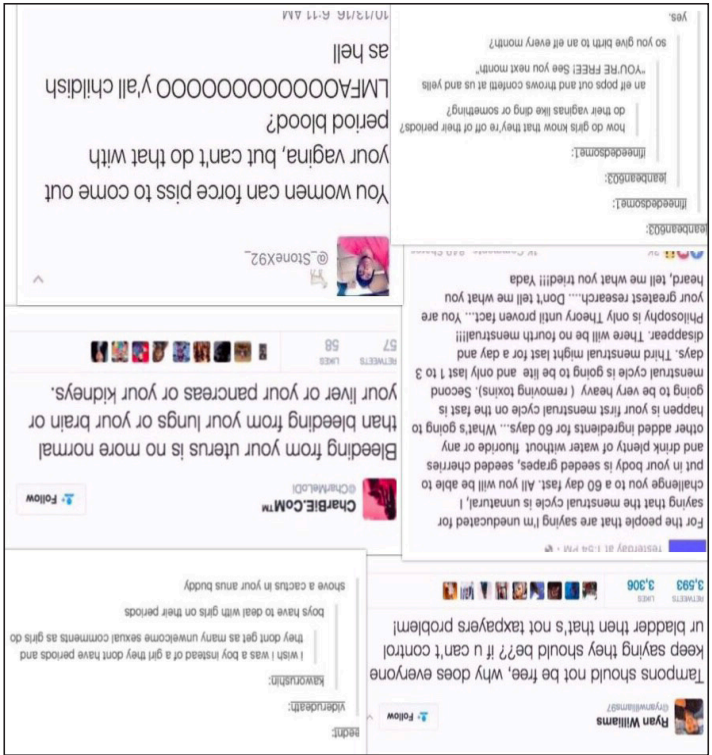 Ryan Williams
ryanwilliams97
Follow
Tampons should not be free, why does everyone
keep saying they should be?? if u can't control
ur bladder then that,s not taxpayers problem!
RETWEETS LIKES
3,593 3,306
eednt:
viderudeath:
kaworushin:
i wish i was a boy instead of a girl they dont have periods and
they dont get as many unwelcome sexual comments as girls do
boys have to deal with girls on their periods
shove a cactus in your anus buddy
Yesterday at 1:54 PM
For the people that are saying I'm uneducated for
saying that the menstrual cycle is unnatural, I
challenge you to a 60 day fast. All you will be able to
put in your body is seeded grapes, seeded cherries
and drink plenty of water without fluoride or any
other added ingredients for 60 days... What's going to
happen is your first menstrual cycle on the fast is
going to be very heavy ( removing toxins). Second
menstrual cycle is going to be lite and only last 1 to 3
days. Third menstrual might last for a day and
disappear. There will be no fourth menstrual!!!!
Philosophy is only Theory until proven fact... You are
your greatest research.... Don't tell me what you
heard, tell me what you tried!!! Yada
CharBiE.CoM™
@CharMeLoDi
Follow
Bleeding from your uterus is no more normal
than bleeding from your lungs or your brain or
your liver or your pancreas or your kidneys.
RETWEETS LIKES
57 58
jeanbean603:
ifineededsome1:
jeanbean603:
ifineededsome1:
how do girls know that they're off of their periods?
do their vaginas like ding or something?
an elf pops out and throws confetti at us and yells
"YOU'RE FREE! See you next month"
so you give birth to an elf every month?
yes.
@_StoneX92_
You women can force piss to come out
your vagina, but can't do that with
period blood?
LMFAOOOOOOOOOOOOO y'all childish
as hell
10/13/16, 6:11 AM